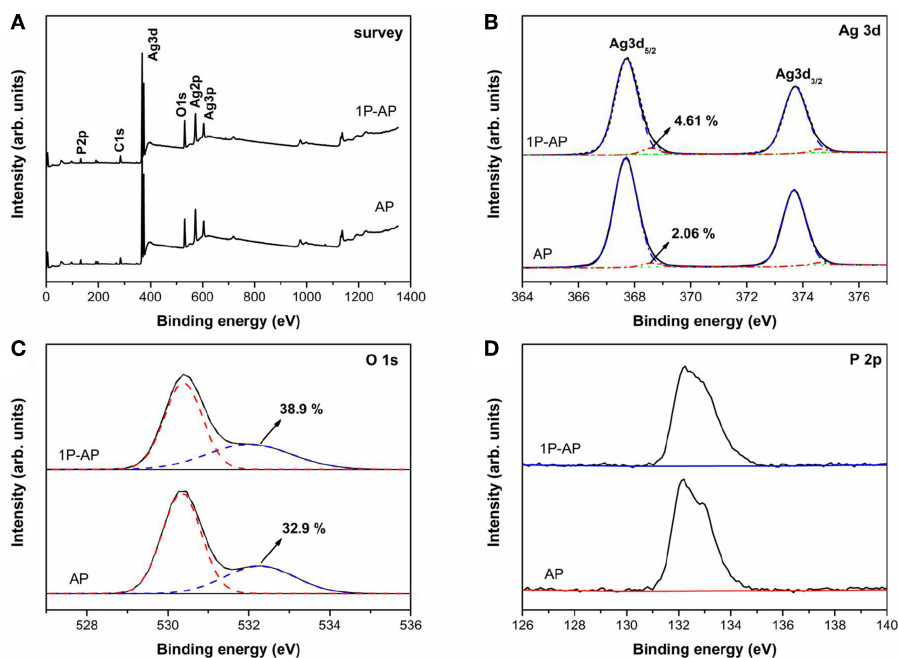 A
survey
Intensity (arb. units)
P2p
C1s
Ag3d
O1s
Ag2p
Ag3p
1P-AP
AP
0 200 400 600 800 1000 1200 1400
Binding energy (eV)
B
Ag 3d
Intensity (arb. units)
Ag3d5/2
Ag3d3/2
4.61 %
1P-AP
2.06 %
AP
364 366 368 370 372 374 376
Binding energy (eV)
C
O 1s
Intensity (arb. units)
38.9 %
1P-AP
32.9 %
AP
528 530 532 534 536
Binding energy (eV)
D
P 2p
Intensity (arb. units)
1P-AP
AP
126 128 130 132 134 136 138 140
Binding energy (eV)